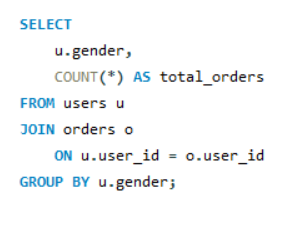 SELECT
    u.gender,
    COUNT(*) AS total_orders
FROM users u
JOIN orders o
    ON u.user_id = o.user_id
GROUP BY u.gender;